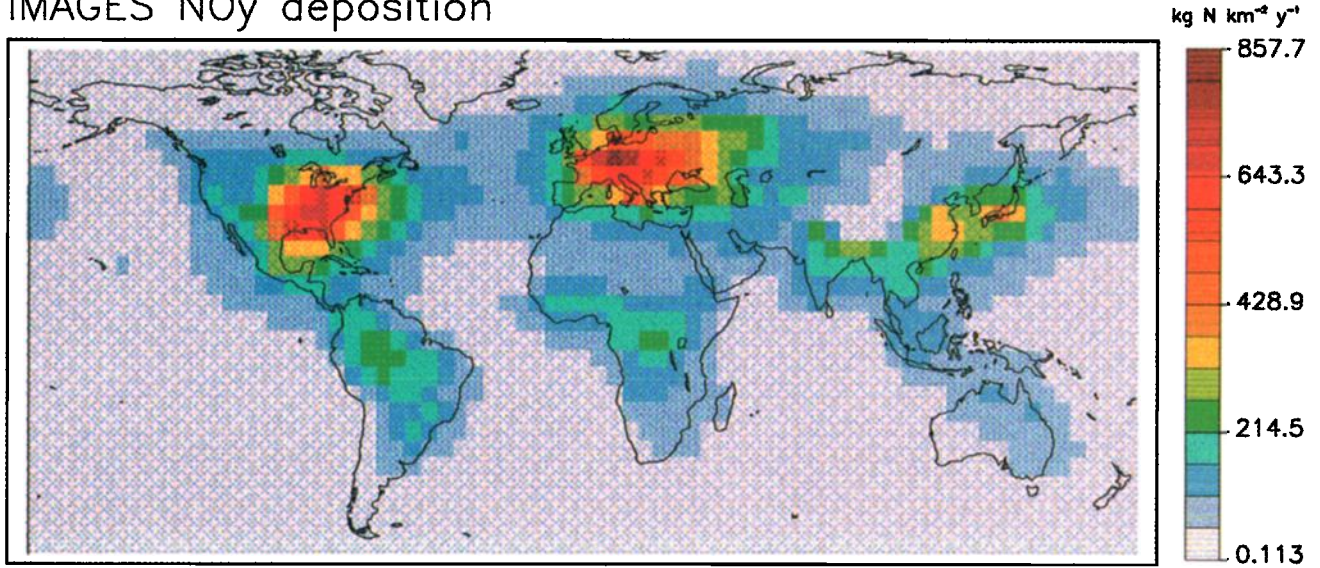 IMAGES NOy deposition
kg N km⁻² y⁻¹
857.7
643.3
428.9
214.5
0.113